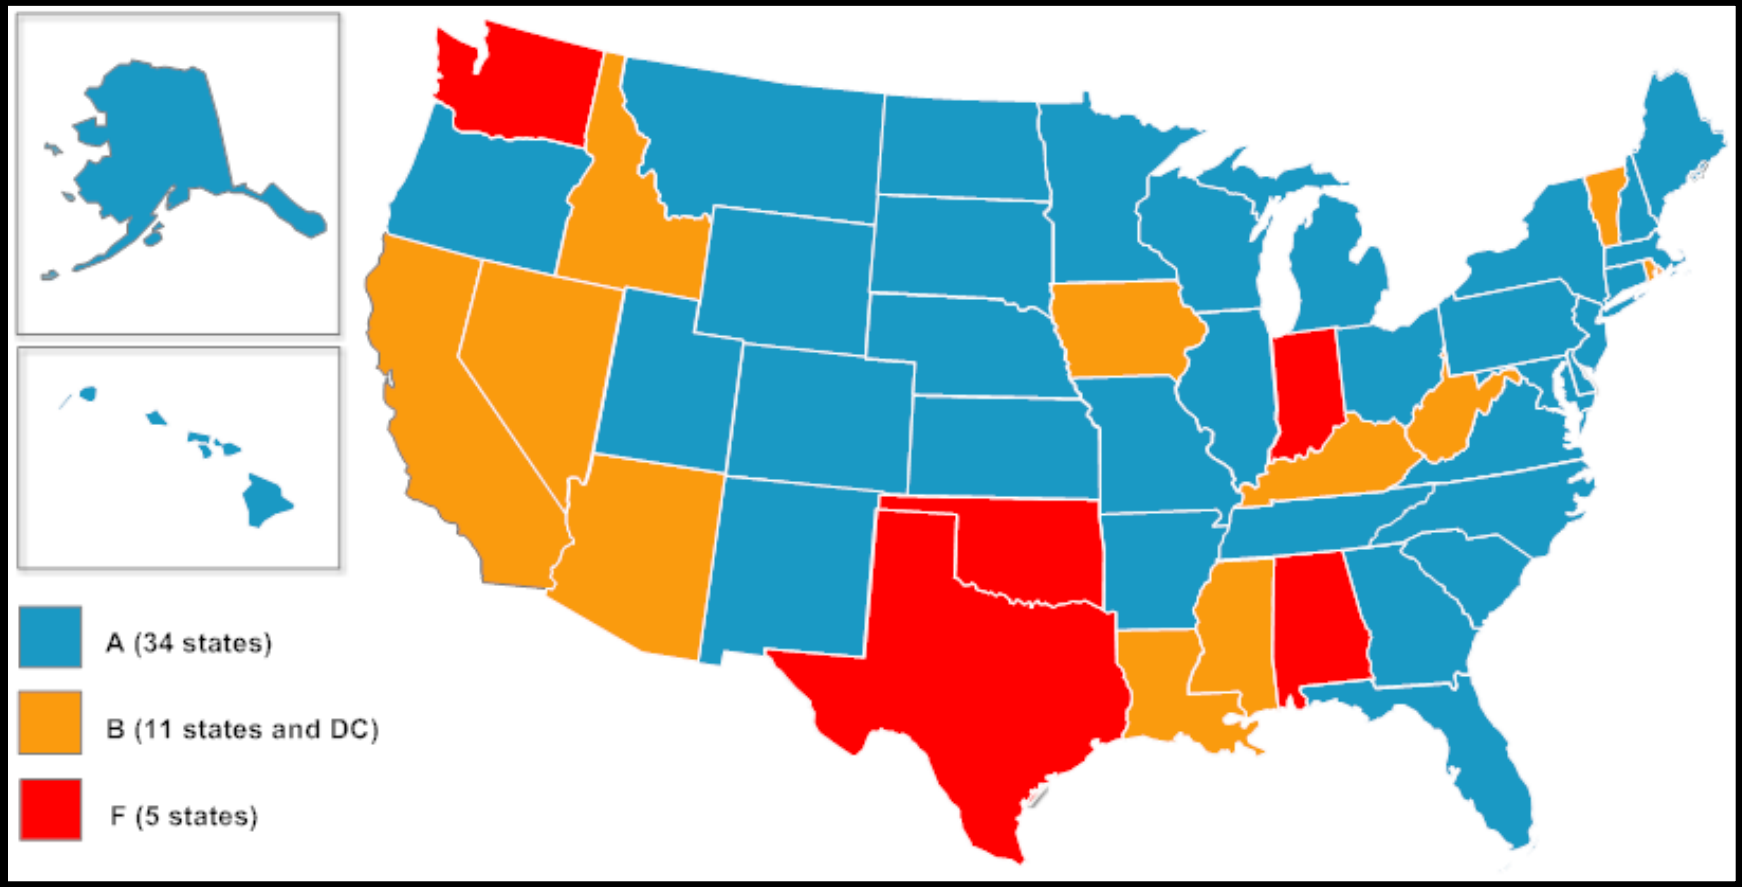 A (34 states)
B (11 states and DC)
F (5 states)